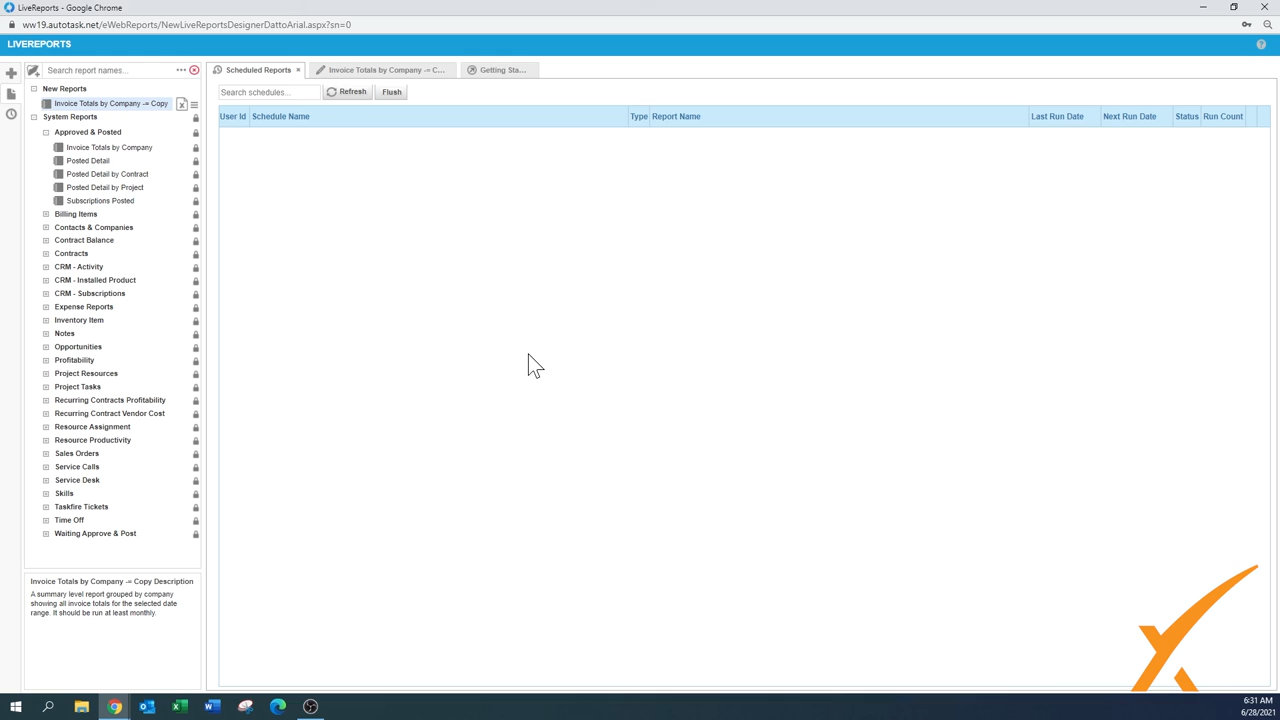 LiveReports - Google Chrome
ww19.autotask.net/eWebReports/NewLiveReportsDesignerDattoArial.aspx?sn=0
LIVEREPORTS
Search report names...
Scheduled Reports
Invoice Totals by Company -= C...
Getting Sta...
New Reports
Invoice Totals by Company -= Copy
System Reports
Approved & Posted
Invoice Totals by Company
Posted Detail
Posted Detail by Contract
Posted Detail by Project
Subscriptions Posted
Billing Items
Contacts & Companies
Contract Balance
Contracts
CRM - Activity
CRM - Installed Product
CRM - Subscriptions
Expense Reports
Inventory Item
Notes
Opportunities
Profitability
Project Resources
Project Tasks
Recurring Contracts Profitability
Recurring Contract Vendor Cost
Resource Assignment
Resource Productivity
Sales Orders
Service Calls
Service Desk
Skills
Taskfire Tickets
Time Off
Waiting Approve & Post
Invoice Totals by Company -= Copy Description
A summary level report grouped by company
showing all invoice totals for the selected date
range. It should be run at least monthly.
Search schedules...
Refresh
Flush
User Id Schedule Name Type Report Name Last Run Date Next Run Date Status Run Count
6:31 AM
6/28/2021